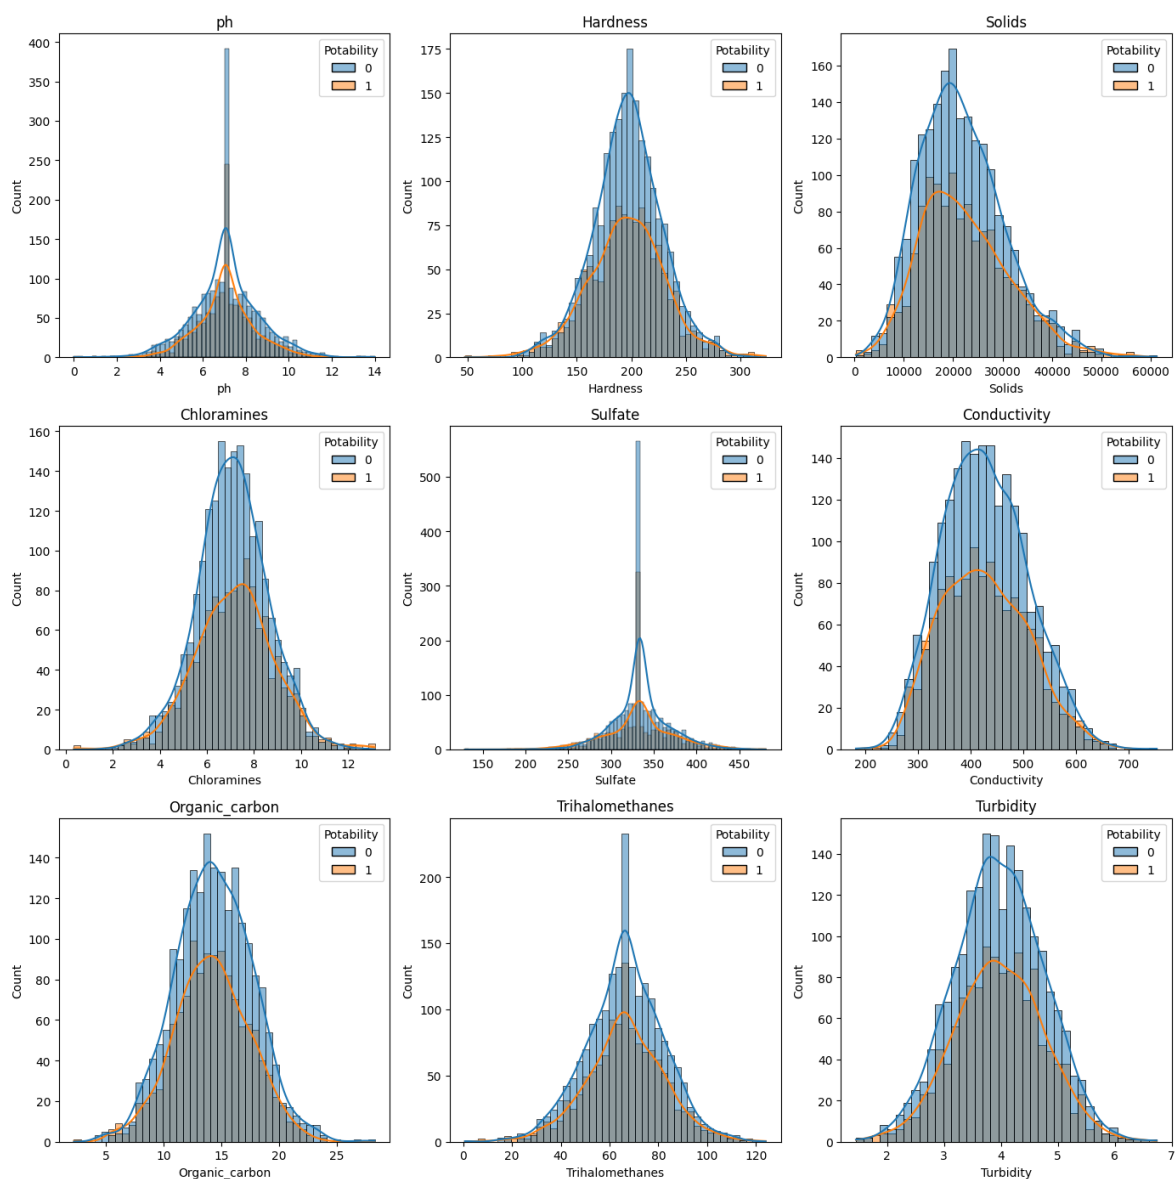 ph
Potability
0
1
Count
400
350
300
250
200
150
100
50
0
0 2 4 6 8 10 12 14
ph
Hardness
Potability
0
1
Count
175
150
125
100
75
50
25
0
50 100 150 200 250 300
Hardness
Solids
Potability
0
1
Count
160
140
120
100
80
60
40
20
0
0 10000 20000 30000 40000 50000 60000
Solids
Chloramines
Potability
0
1
Count
160
140
120
100
80
60
40
20
0
0 2 4 6 8 10 12
Chloramines
Sulfate
Potability
0
1
Count
500
400
300
200
100
0
150 200 250 300 350 400 450
Sulfate
Conductivity
Potability
0
1
Count
140
120
100
80
60
40
20
0
200 300 400 500 600 700
Conductivity
Organic_carbon
Potability
0
1
Count
140
120
100
80
60
40
20
0
5 10 15 20 25
Organic_carbon
Trihalomethanes
Potability
0
1
Count
200
150
100
50
0
0 20 40 60 80 100 120
Trihalomethanes
Turbidity
Potability
0
1
Count
140
120
100
80
60
40
20
0
2 3 4 5 6 7
Turbidity